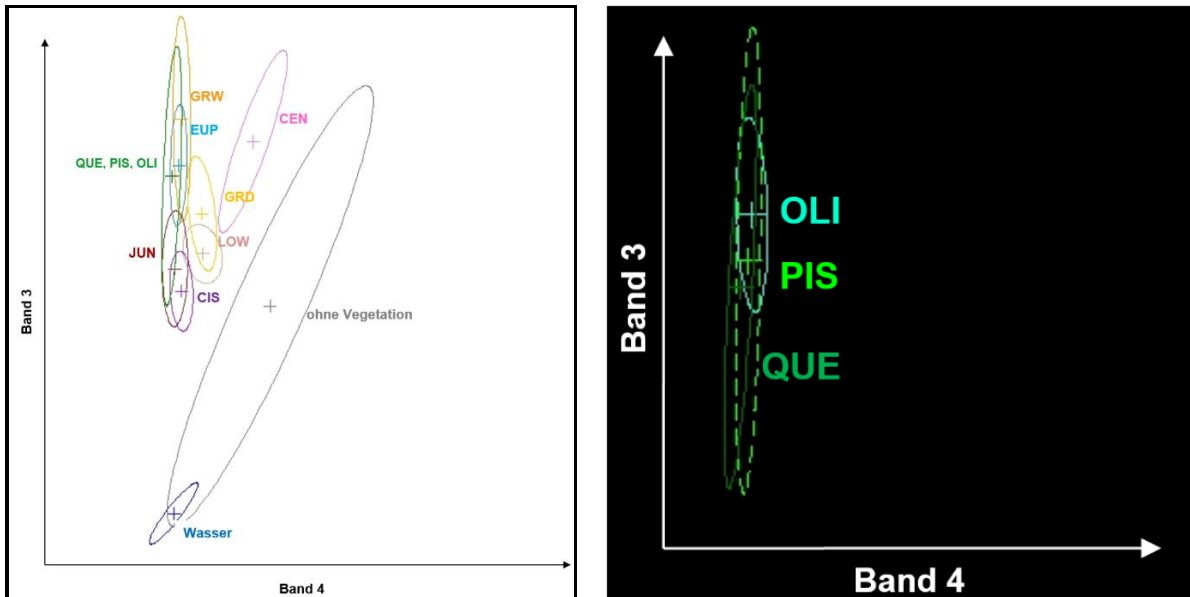 GRW
CEN
EUP
QUE, PIS, OLI
GRD
LOW
JUN
CIS
ohne Vegetation
Wasser
Band 3
Band 4
OLI
PIS
QUE
Band 3
Band 4